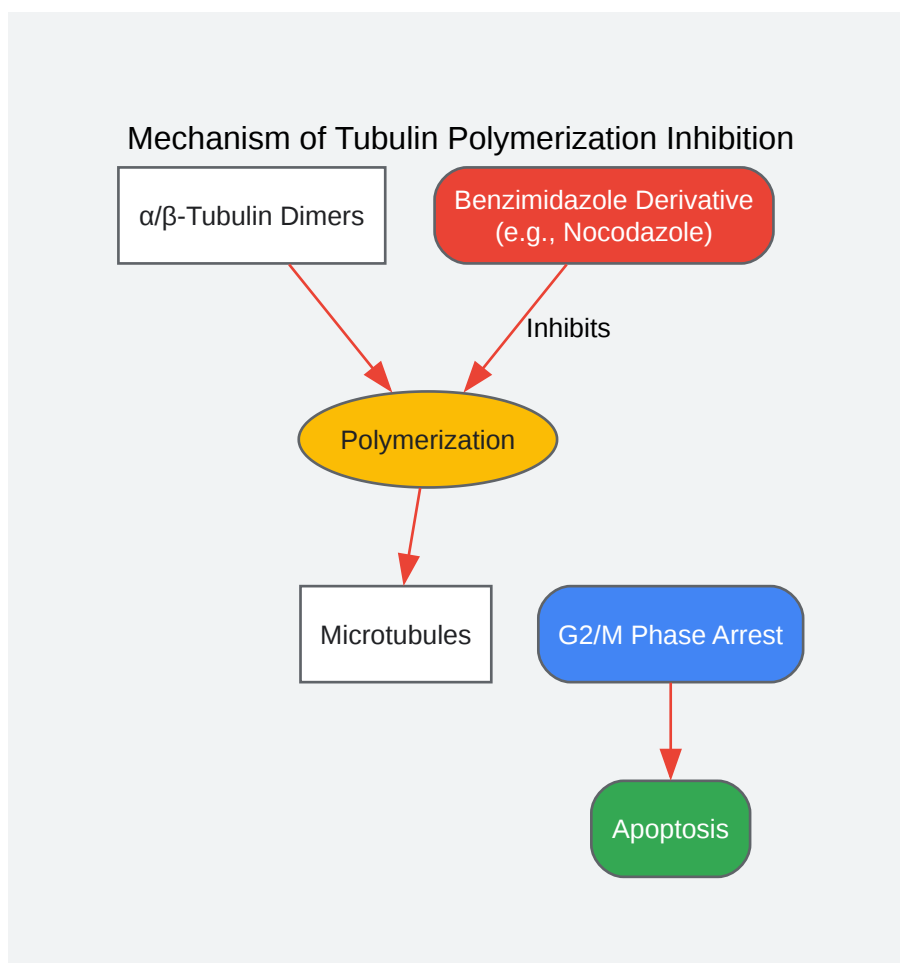 Mechanism of Tubulin Polymerization Inhibition
α/β-Tubulin Dimers
Benzimidazole Derivative
(e.g., Nocodazole)
Inhibits
Polymerization
Microtubules
G2/M Phase Arrest
Apoptosis